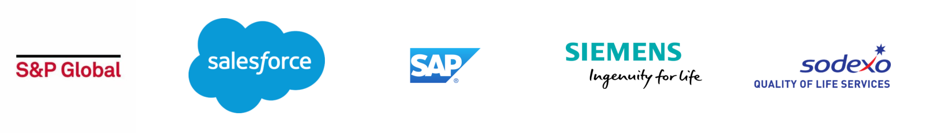 S&P Global
salesforce
SAP®
SIEMENS
Ingenuity for life
sodexo
QUALITY OF LIFE SERVICES